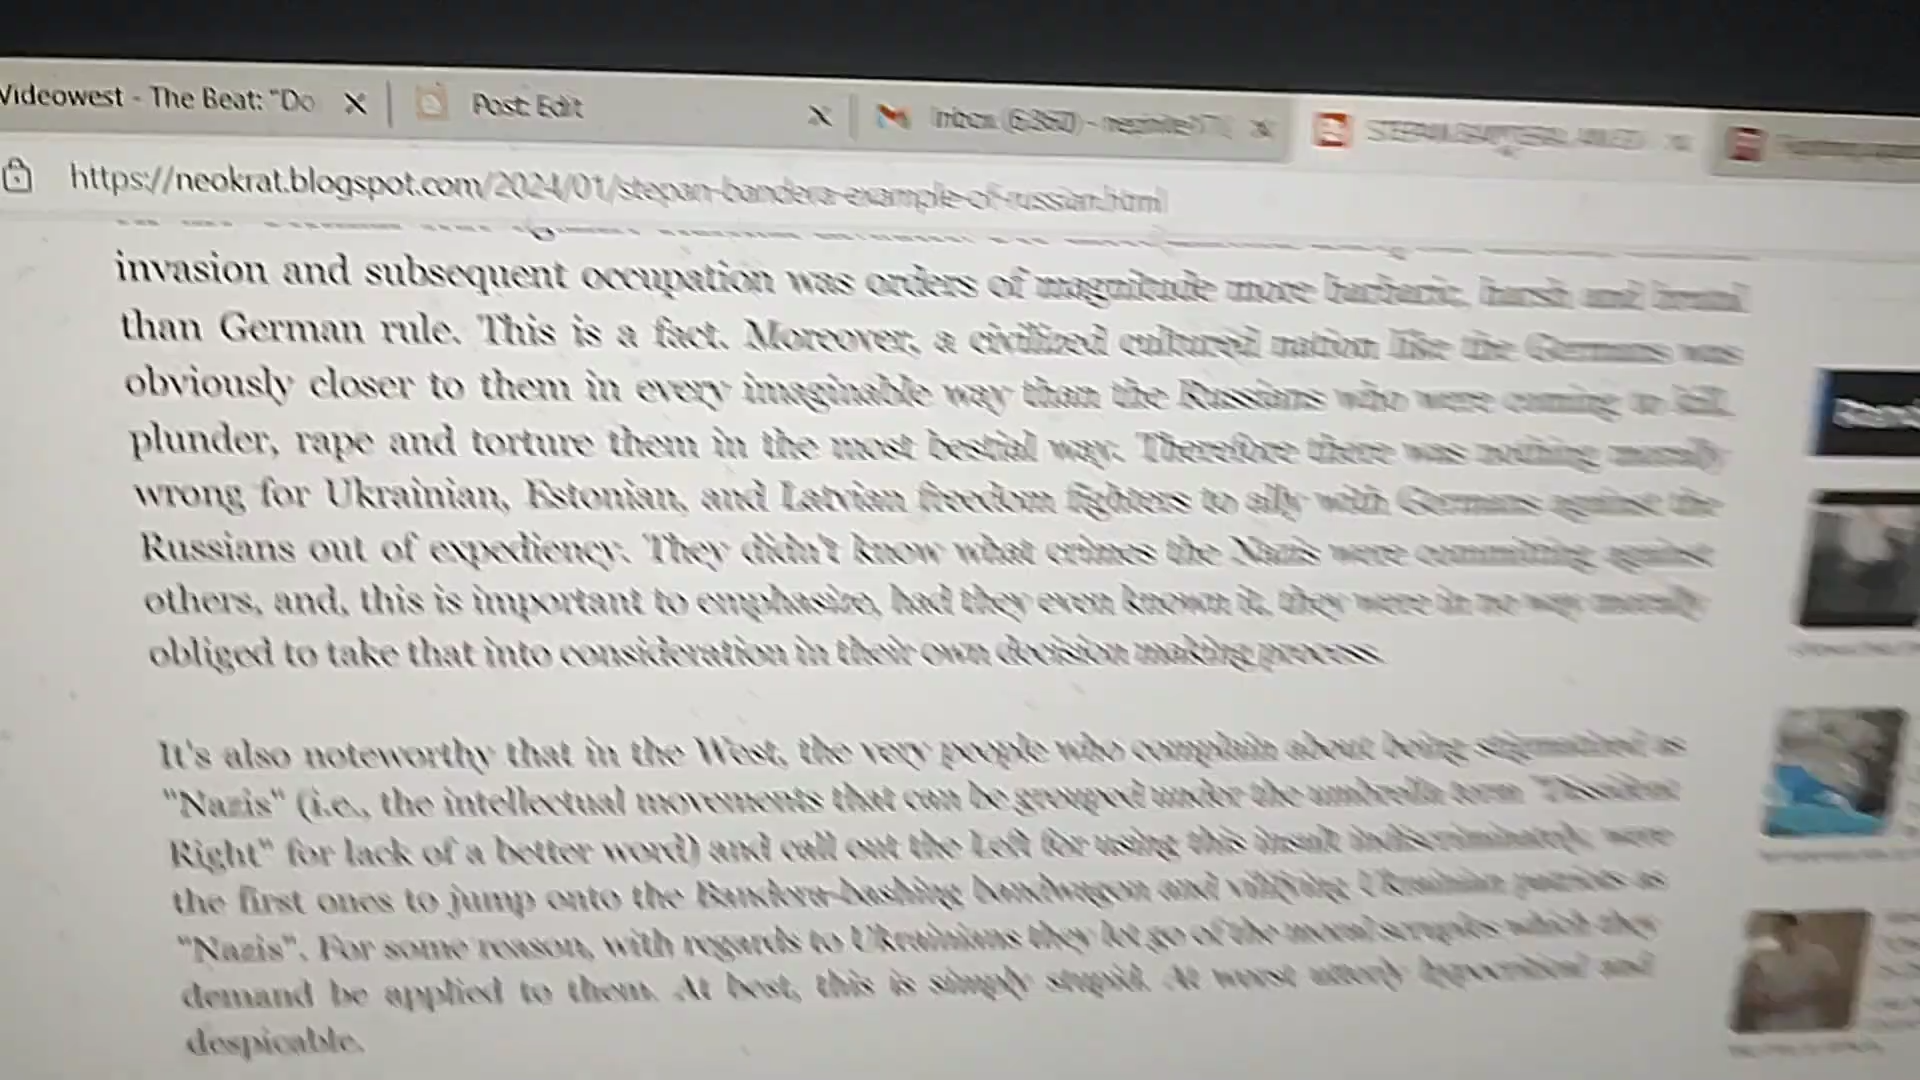 Videowest - The Beat: "Do
Post: Edit
Inbox (6,360) -
https://neokrat.blogspot.com/2024/01/stepan-bandera-example-of-russian.html
invasion and subsequent occupation was orders of magnitude more barbaric, harsh and brutal
than German rule. This is a fact. Moreover, a civilized cultured nation like the Germans was
obviously closer to them in every imaginable way than the Russians who were coming to kill,
plunder, rape and torture them in the most bestial way. Therefore there was nothing morally
wrong for Ukrainian, Estonian, and Latvian freedom fighters to ally with Germans against the
Russians out of expediency. They didn't know what crimes the Nazis were committing against
others, and, this is important to emphasize, had they even known it, they were in no way morally
obliged to take that into consideration in their own decision making process.
It's also noteworthy that in the West, the very people who complain about being stigmatized as
"Nazis" (i.e., the intellectual movements that can be grouped under the umbrella term "Dissident
Right" for lack of a better word) and call out the Left for using this insult indiscriminately, were
the first ones to jump onto the Bandera-bashing bandwagon and vilifying Ukrainian patriots as
"Nazis". For some reason, with regards to Ukrainians they let go of the moral scruples which they
demand be applied to them. At best, this is simply stupid. At worst utterly hypocritical and
despicable.